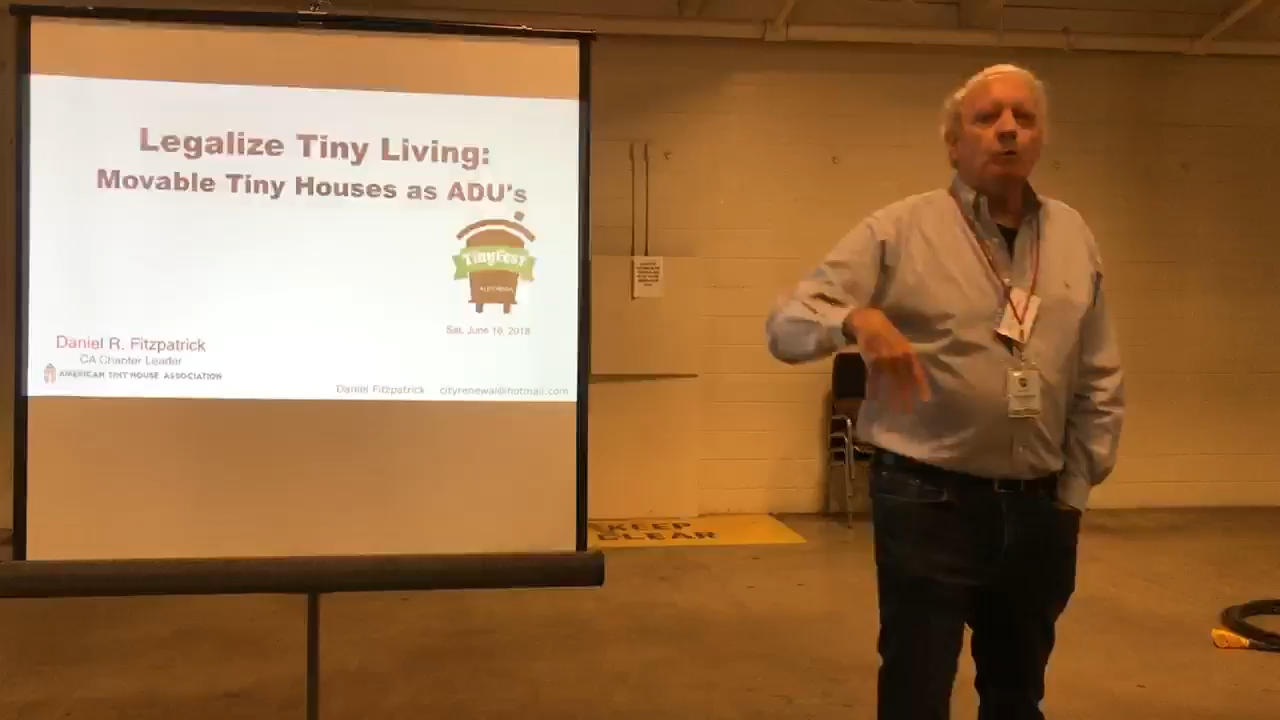 Legalize Tiny Living:
Movable Tiny Houses as ADU's
TinyFest
CALIFORNIA
Sat, June 16, 2018
Daniel R. Fitzpatrick
CA Chapter Leader
AMERICAN TINY HOUSE ASSOCIATION
Daniel Fitzpatrick cityrenewal@hotmail.com
KEEP
CLEAR